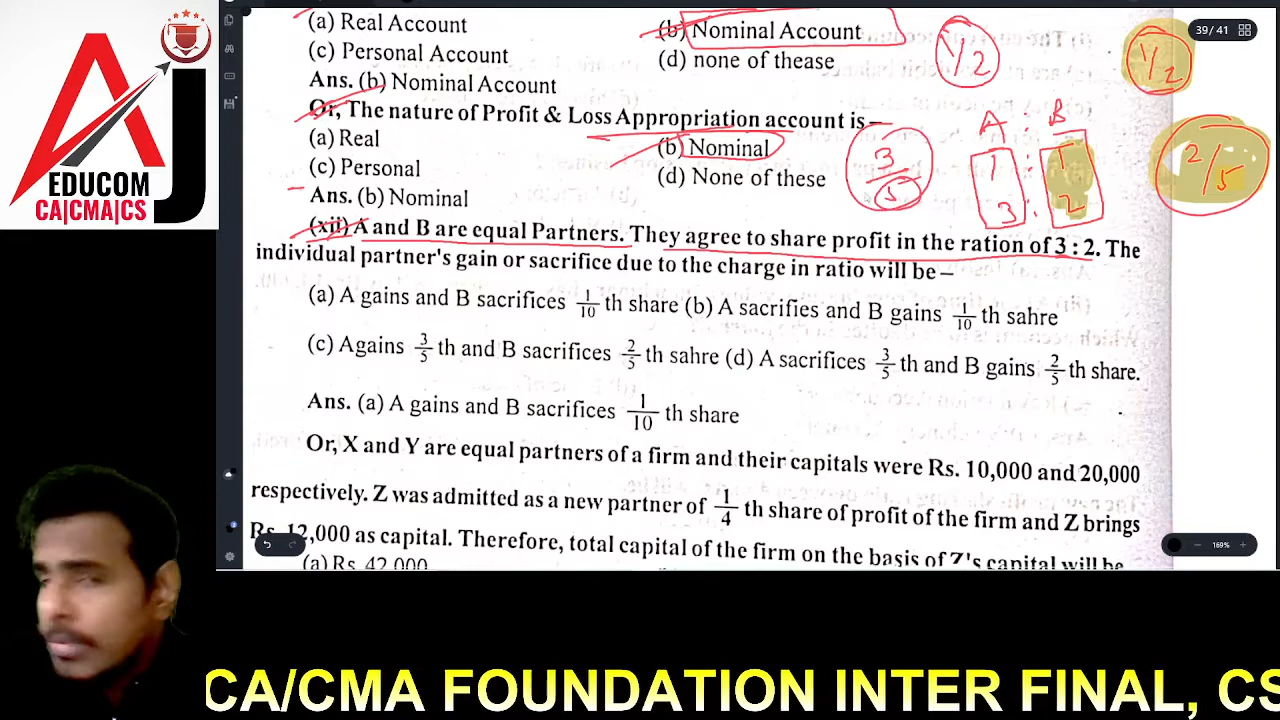 (a) Real Account
(b) Nominal Account
(c) Personal Account
(d) none of thease
Ans. (b) Nominal Account
Or, The nature of Profit & Loss Appropriation account is –
(a) Real
(b) Nominal
(c) Personal
(d) None of these
Ans. (b) Nominal
(xii) A and B are equal Partners. They agree to share profit in the ration of 3 : 2. The
individual partner's gain or sacrifice due to the charge in ratio will be –
(a) A gains and B sacrifices 1/10 th share (b) A sacrifies and B gains 1/10 th sahre
(c) Agains 3/5 th and B sacrifices 2/5 th sahre (d) A sacrifices 3/5 th and B gains 2/5 th share.
Ans. (a) A gains and B sacrifices 1/10 th share
Or, X and Y are equal partners of a firm and their capitals were Rs. 10,000 and 20,000
respectively. Z was admitted as a new partner of 1/4 th share of profit of the firm and Z brings
Rs. 12,000 as capital. Therefore, total capital of the firm on the basis of Z's capital will be
(a) Rs. 42,000
1/2
1/2
A : B
1 : 1
3 : 2
3/5
2/5
39 / 41
169%
AJ
EDUCOM
CA|CMA|CS
CA/CMA FOUNDATION INTER FINAL, CS